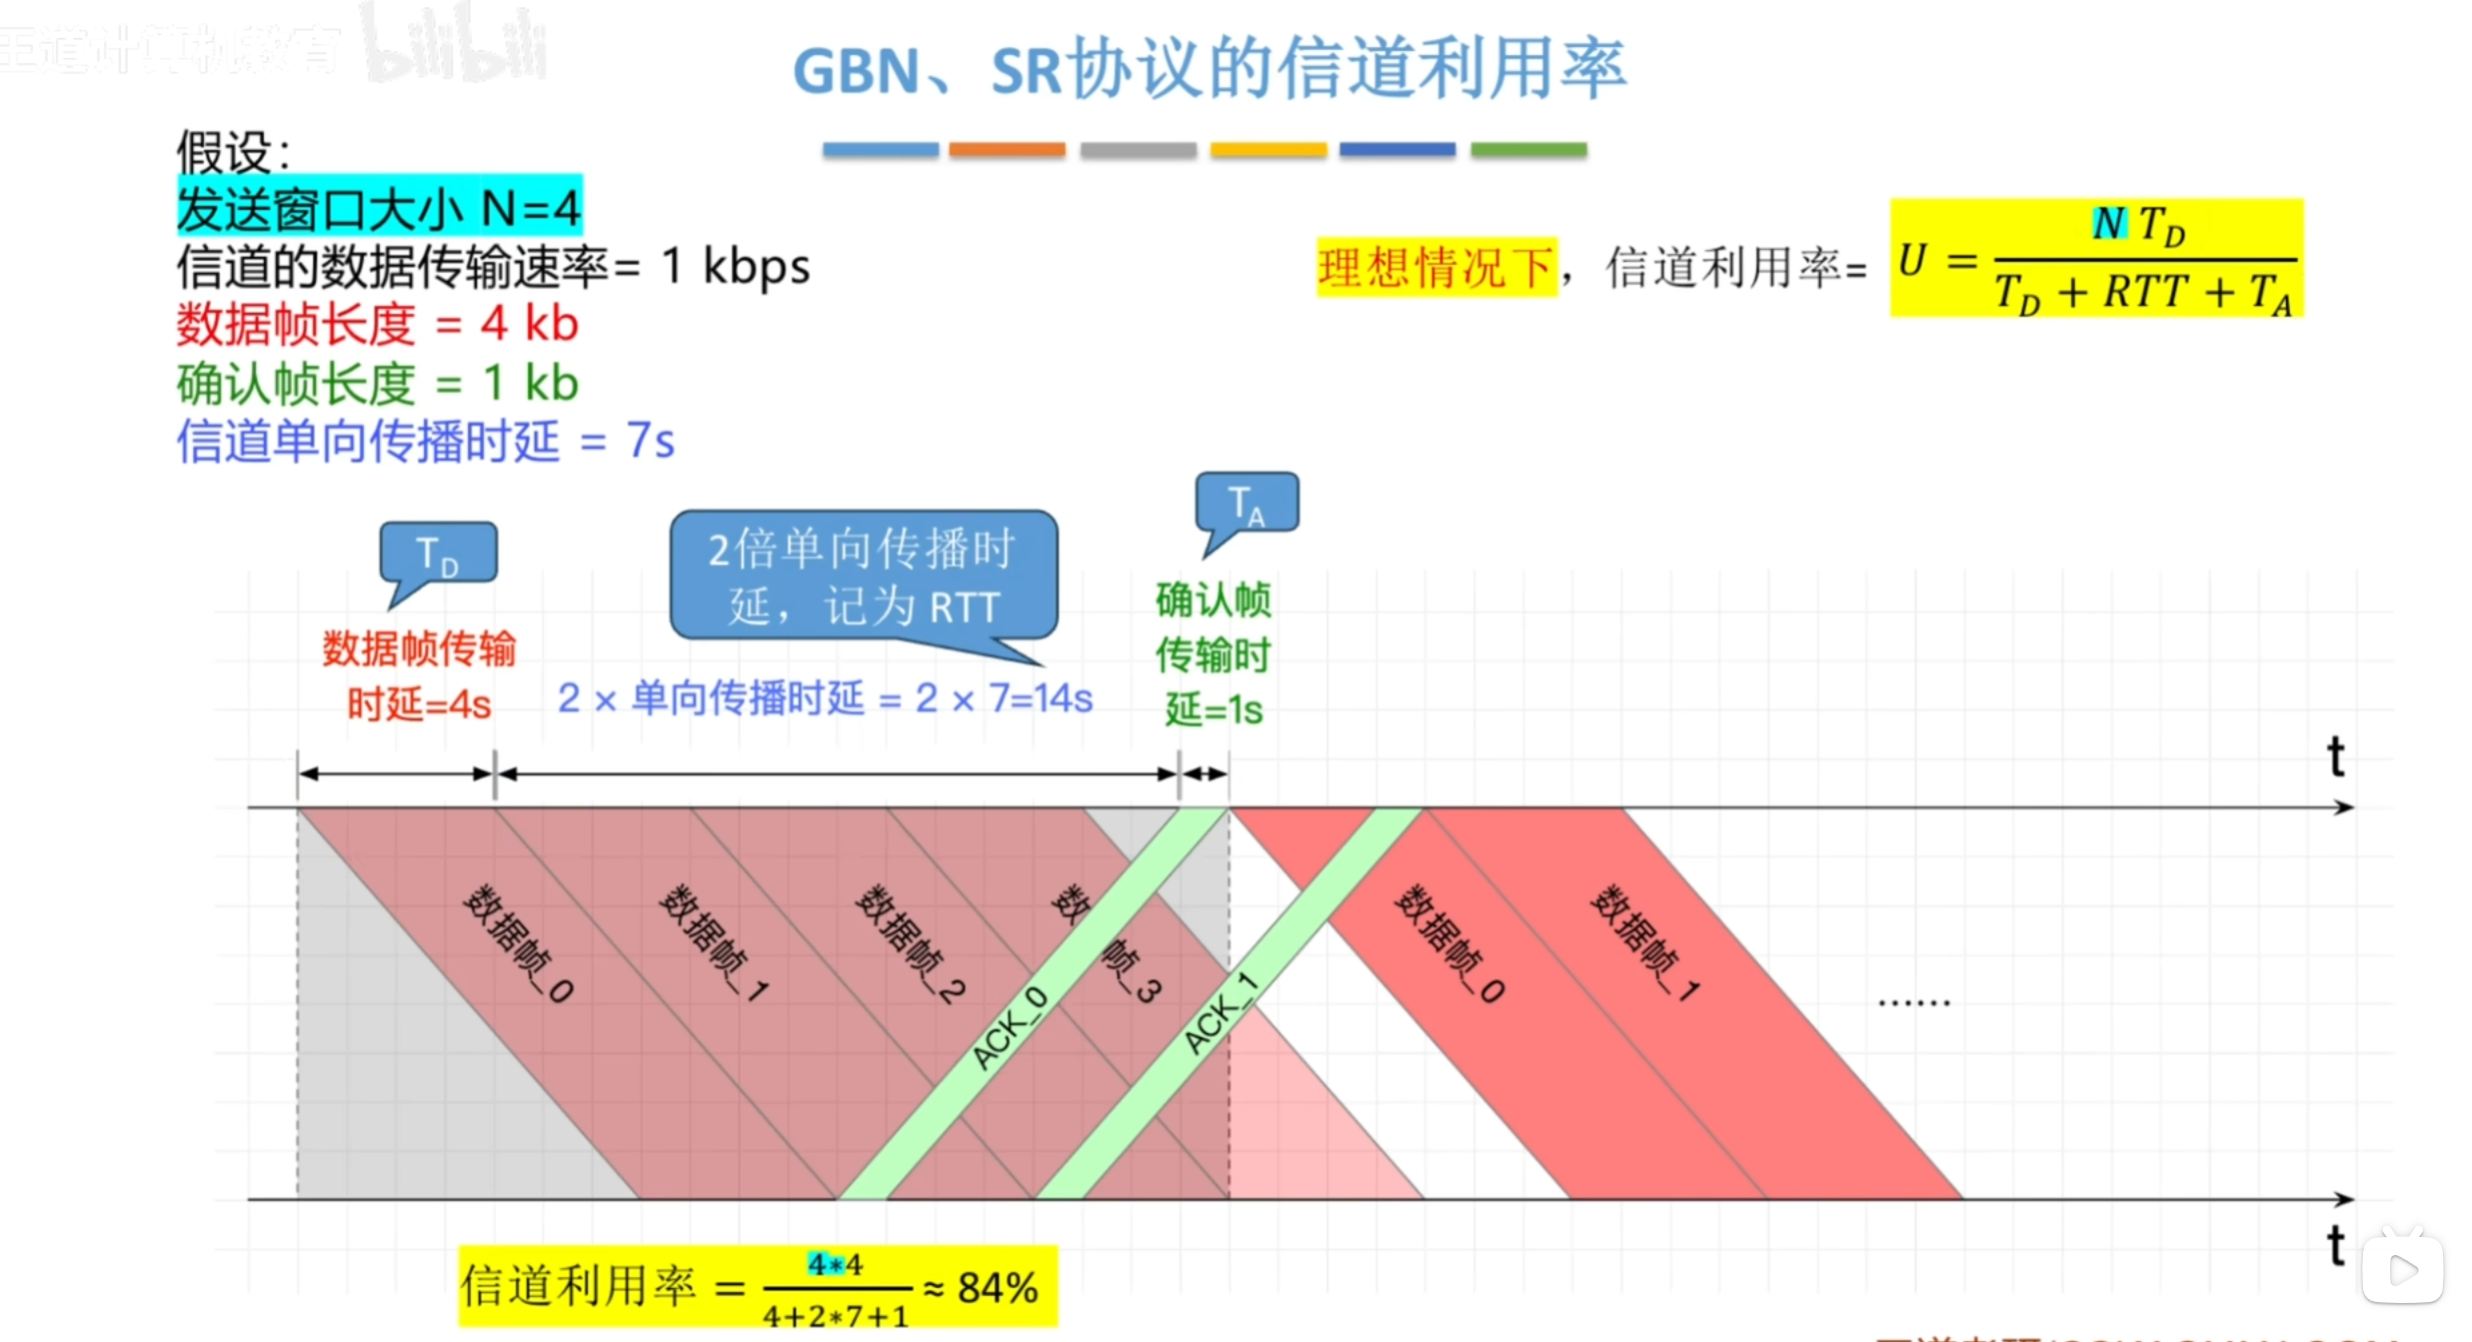 王道计算机教育 bilibili
GBN、SR协议的信道利用率
假设：
发送窗口大小 N=4
信道的数据传输速率= 1 kbps
数据帧长度 = 4 kb
确认帧长度 = 1 kb
信道单向传播时延 = 7s
理想情况下，信道利用率= U = N T_D / (T_D + RTT + T_A)
T_D
2倍单向传播时
延，记为 RTT
T_A
数据帧传输
时延=4s
2 × 单向传播时延 = 2 × 7=14s
确认帧
传输时
延=1s
t
数据帧_0
数据帧_1
数据帧_2
数 帧_3
ACK_0
ACK_1
数据帧_0
数据帧_1
······
t
信道利用率 = 4*4 / (4+2*7+1) ≈ 84%